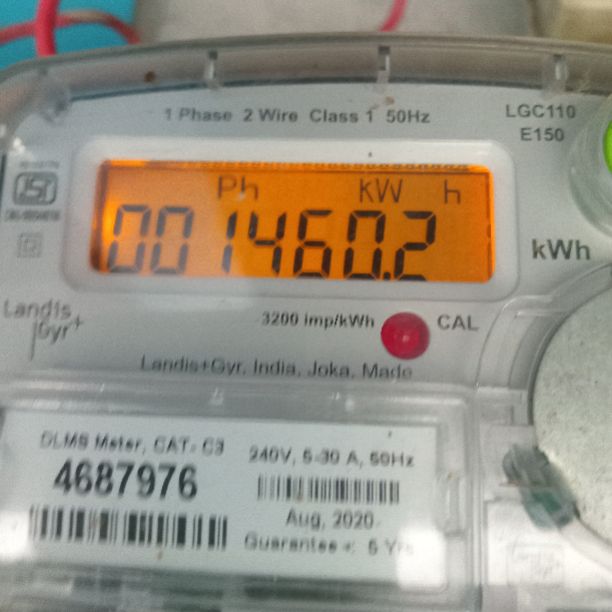 1 Phase 2 Wire Class 1 50Hz
LGC110
E150
ISI
Ph kW h
001460.2
kWh
Landis
Gyr+
3200 imp/kWh
CAL
Landis+Gyr, India, Joka, Made
DLMS Meter, CAT- C3
4687976
240V, 5-30 A, 50Hz
Aug, 2020
Guarantee :- 5 Yrs